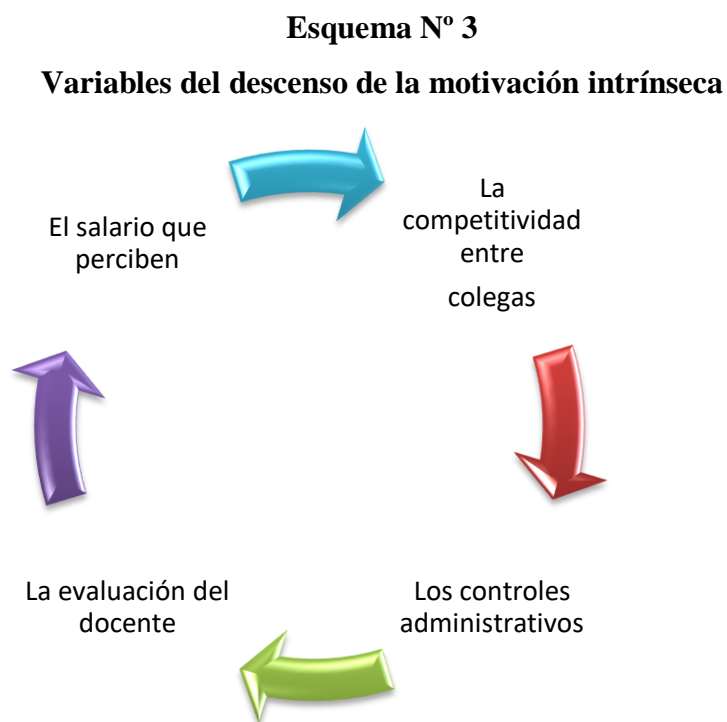 Esquema Nº 3
Variables del descenso de la motivación intrínseca
El salario que
perciben
La
competitividad
entre
colegas
Los controles
administrativos
La evaluación del
docente